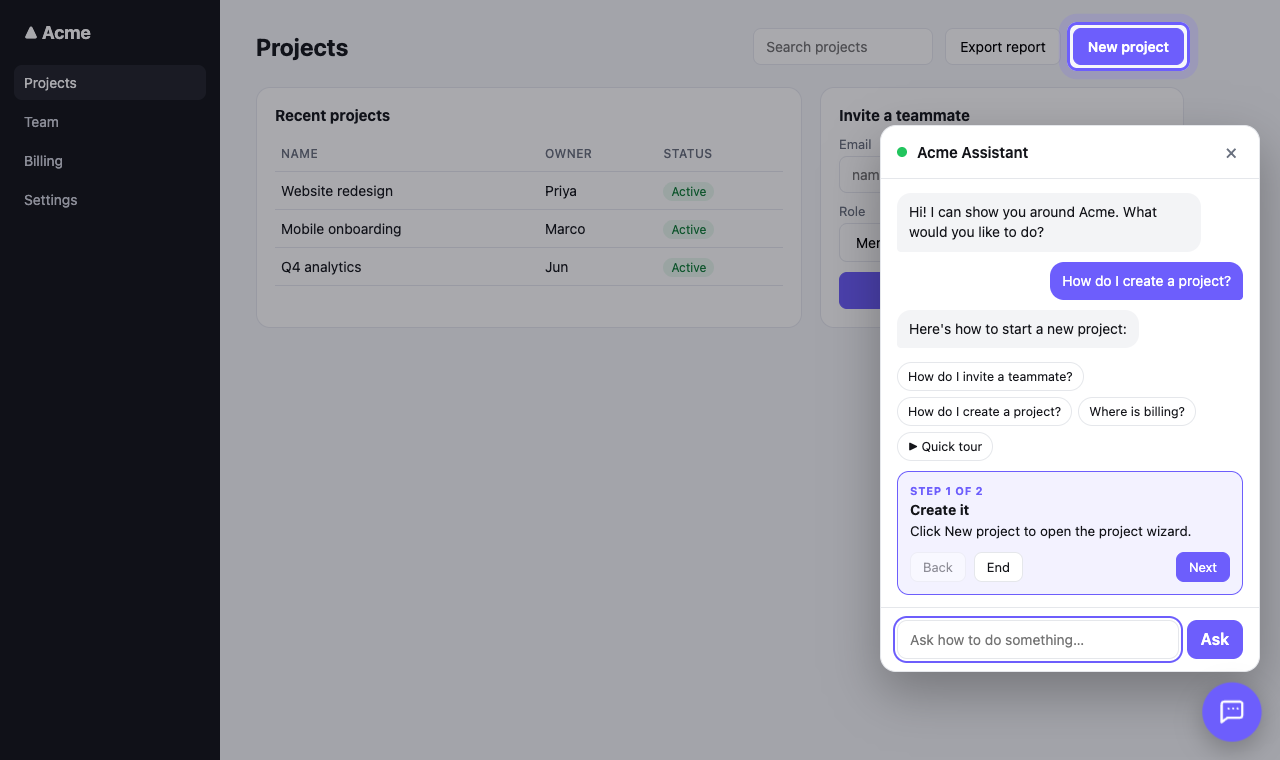 Acme
Projects
Team
Billing
Settings
Projects
Search projects
Export report
New project
Recent projects
NAME OWNER STATUS
Website redesign Priya Active
Mobile onboarding Marco Active
Q4 analytics Jun Active
Invite a teammate
Email
nam
Role
Mer
Acme Assistant
Hi! I can show you around Acme. What
would you like to do?
How do I create a project?
Here's how to start a new project:
How do I invite a teammate?
How do I create a project? Where is billing?
Quick tour
STEP 1 OF 2
Create it
Click New project to open the project wizard.
Back End Next
Ask how to do something...
Ask